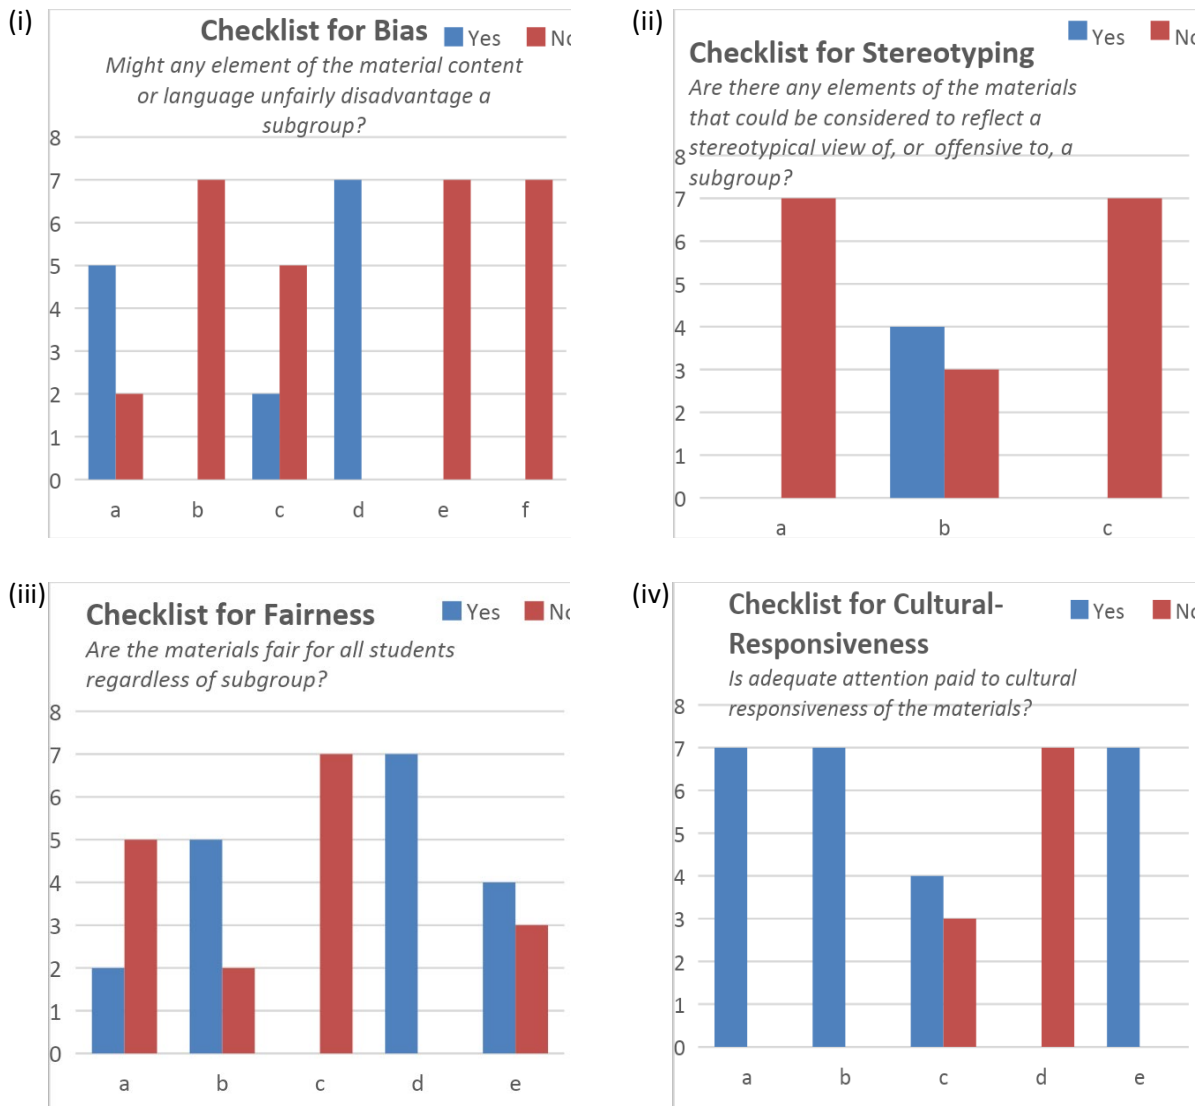 (i)
Checklist for Bias
Yes
Might any element of the material content
or language unfairly disadvantage a
subgroup?
8
7
6
5
4
3
2
1
0
a b c d e f
(ii)
Yes
Checklist for Stereotyping
Are there any elements of the materials
that could be considered to reflect a
stereotypical view of, or offensive to, a
subgroup?
8
7
6
5
4
3
2
1
0
a b c
(iii)
Checklist for Fairness
Yes No
Are the materials fair for all students
regardless of subgroup?
8
7
6
5
4
3
2
1
0
a b c d e
(iv)
Checklist for Cultural-
Responsiveness
Yes
Is adequate attention paid to cultural
responsiveness of the materials?
8
7
6
5
4
3
2
1
0
a b c d e